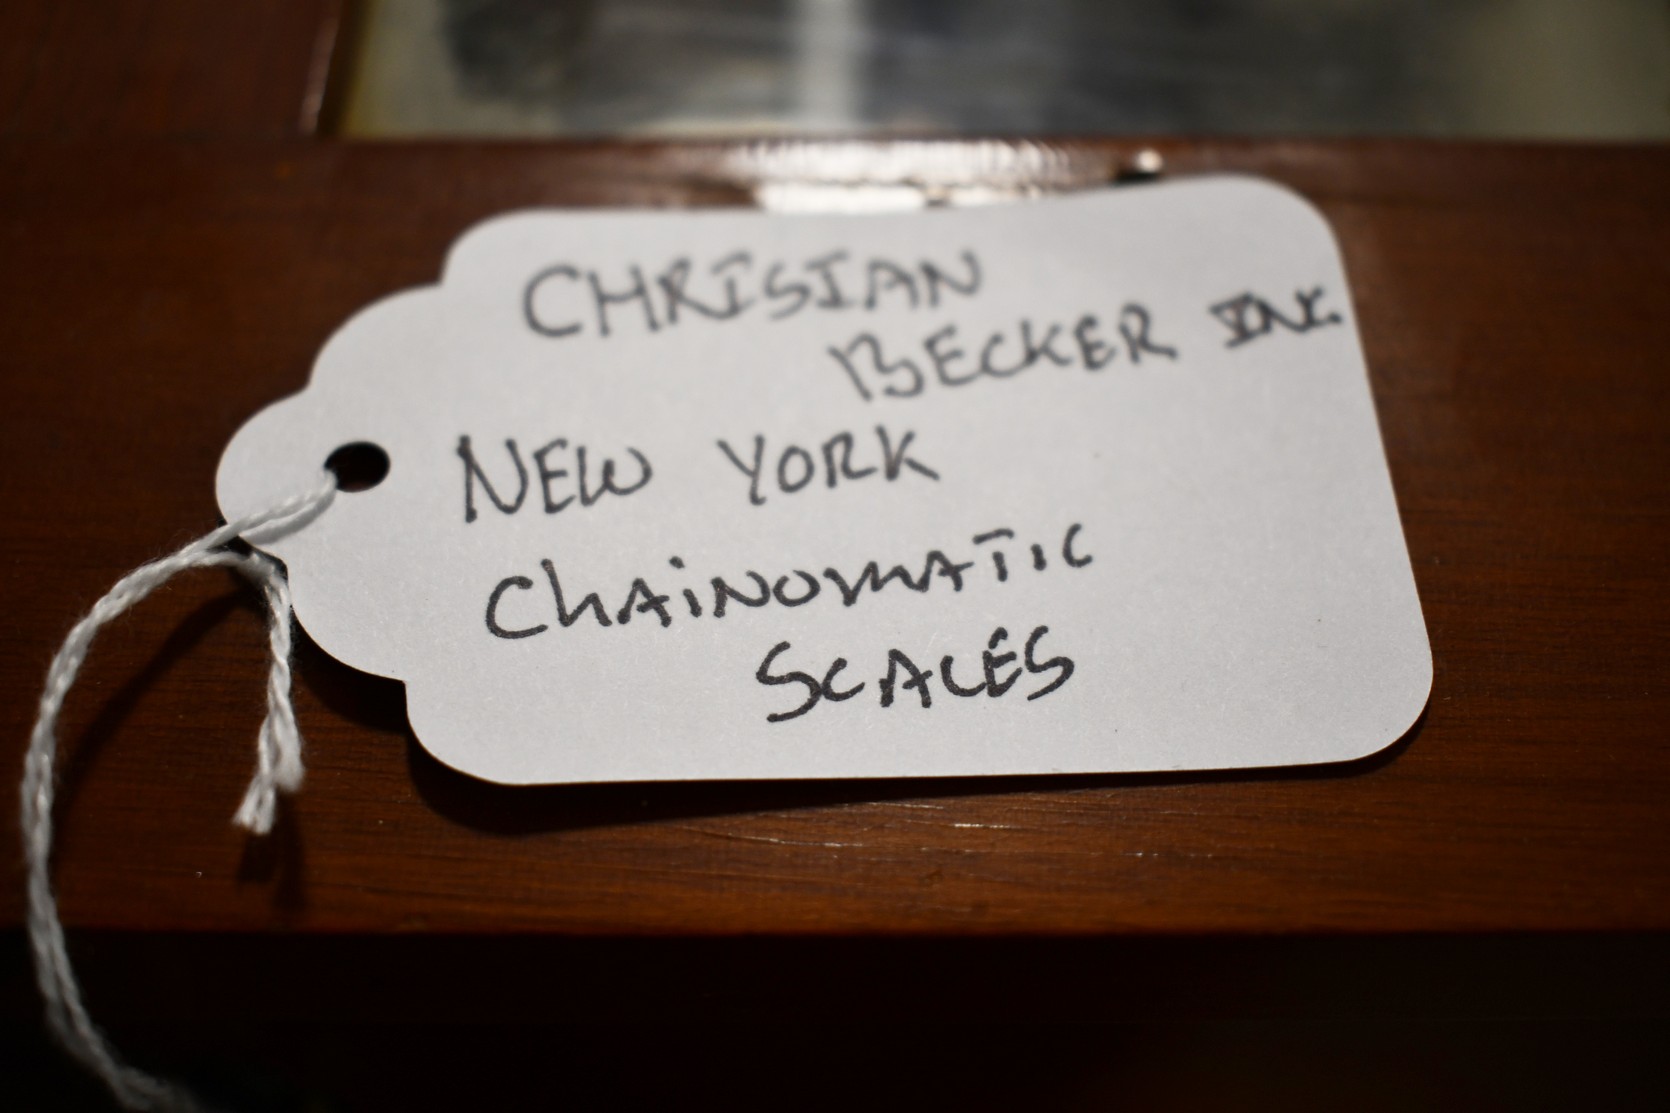 CHRISIAN
BECKER INC.
NEW YORK
ChAiNOMATIC
SCALES